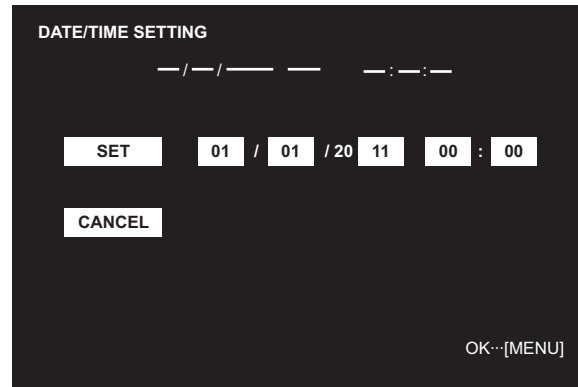 DATE/TIME SETTING
—/—/—— —— —:—:—
SET 01 / 01 / 20 11 00 : 00
CANCEL
OK···[MENU]